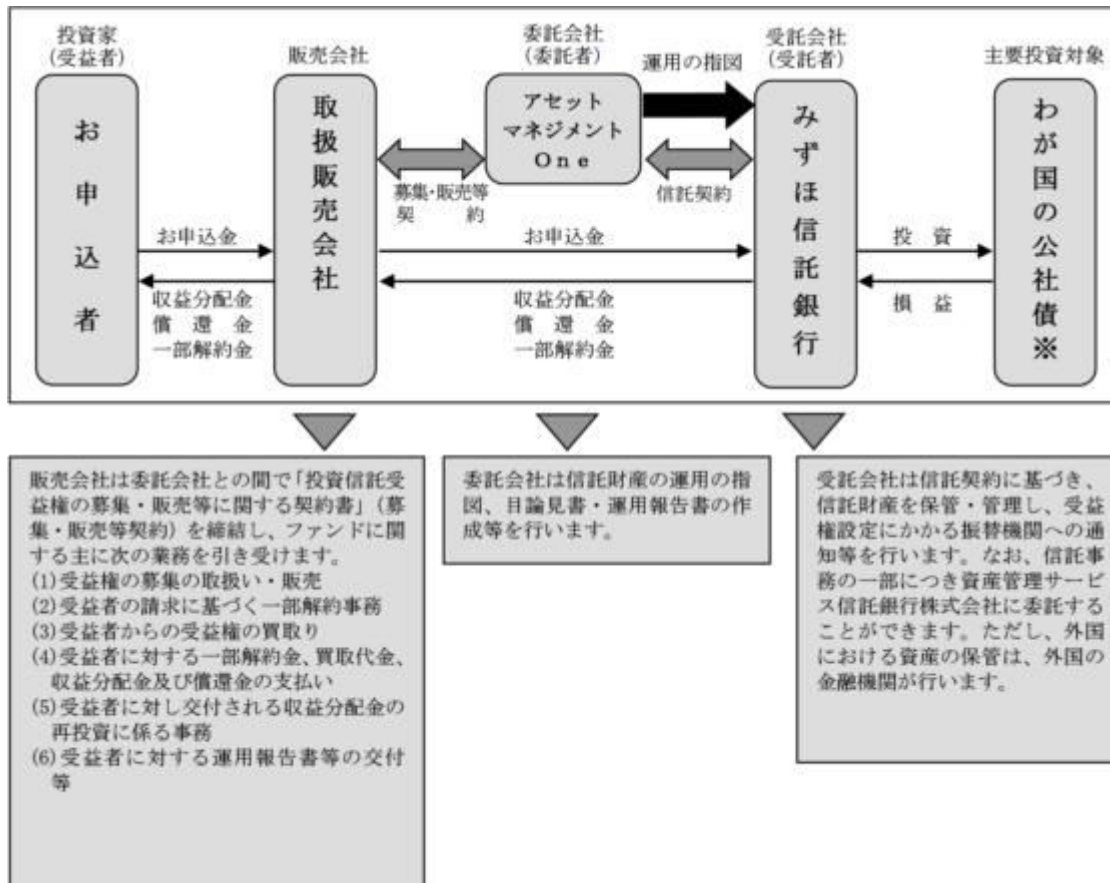 投資家
(受益者)
販売会社
委託会社
(委託者)
運用の指図
受託会社
(受託者)
主要投資対象
お申込者
取扱販売会社
アセット
マネジメント
One
みずほ信託銀行
わが国の公社債※
募集・販売等
契約
信託契約
お申込金
お申込金
投資
収益分配金
償還金
一部解約金
収益分配金
償還金
一部解約金
損益
販売会社は委託会社との間で「投資信託受
益権の募集・販売等に関する契約書」(募
集・販売等契約)を締結し、ファンドに関
する主に次の業務を引き受けます。
(1)受益権の募集の取扱い・販売
(2)受益者の請求に基づく一部解約事務
(3)受益者からの受益権の買取り
(4)受益者に対する一部解約金、買取代金、
収益分配金及び償還金の支払い
(5)受益者に対し交付される収益分配金の
再投資に係る事務
(6)受益者に対する運用報告書等の交付
等
委託会社は信託財産の運用の指
図、目論見書・運用報告書の作
成等を行います。
受託会社は信託契約に基づき、
信託財産を保管・管理し、受益
権設定にかかる振替機関への通
知等を行います。なお、信託事
務の一部につき資産管理サービ
ス信託銀行株式会社に委託する
ことができます。ただし、外国
における資産の保管は、外国の
金融機関が行います。